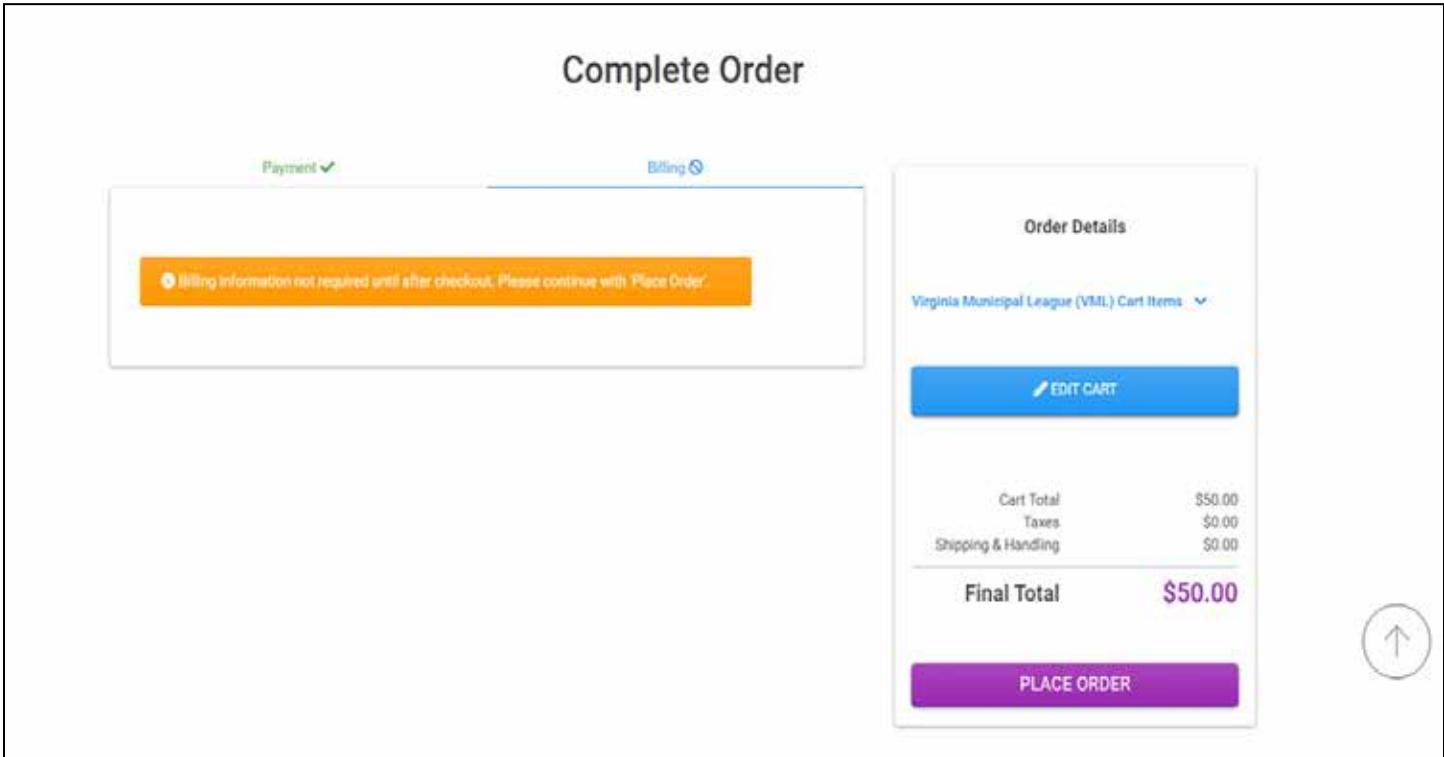 Complete Order
Payment
Billing
Billing Information not required until after checkout. Please continue with 'Place Order'.
Order Details
Virginia Municipal League (VML) Cart Items
EDIT CART
Cart Total $50.00
Taxes $0.00
Shipping & Handling $0.00
Final Total $50.00
PLACE ORDER